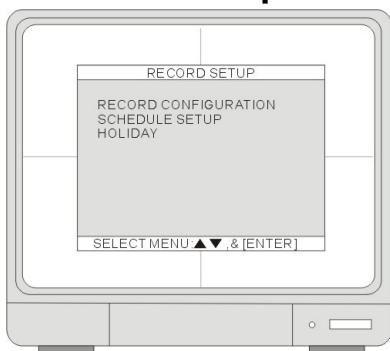 RECORD SETUP
RECORD CONFIGURATION
SCHEDULE SETUP
HOLIDAY
SELECT MENU:▲▼,& [ENTER]